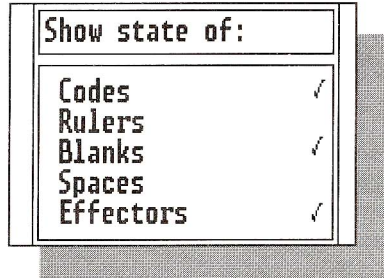 Show state of:
Codes ✓
Rulers
Blanks ✓
Spaces
Effectors ✓